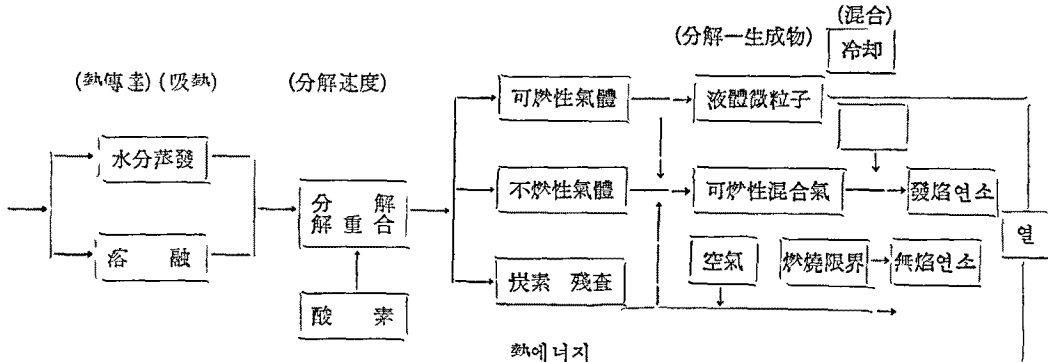 (混合)
(分解—生成物)
冷却
(熱傳達) (吸熱)
(分解速度)
可燃性氣體
液體微粒子
水分蒸發
分 解
解 重 合
不燃性氣體
可燃性混合氣
發焰연소
열
溶 融
空氣
燃燒限界
無焰연소
炭素 殘査
酸 素
熱에너지